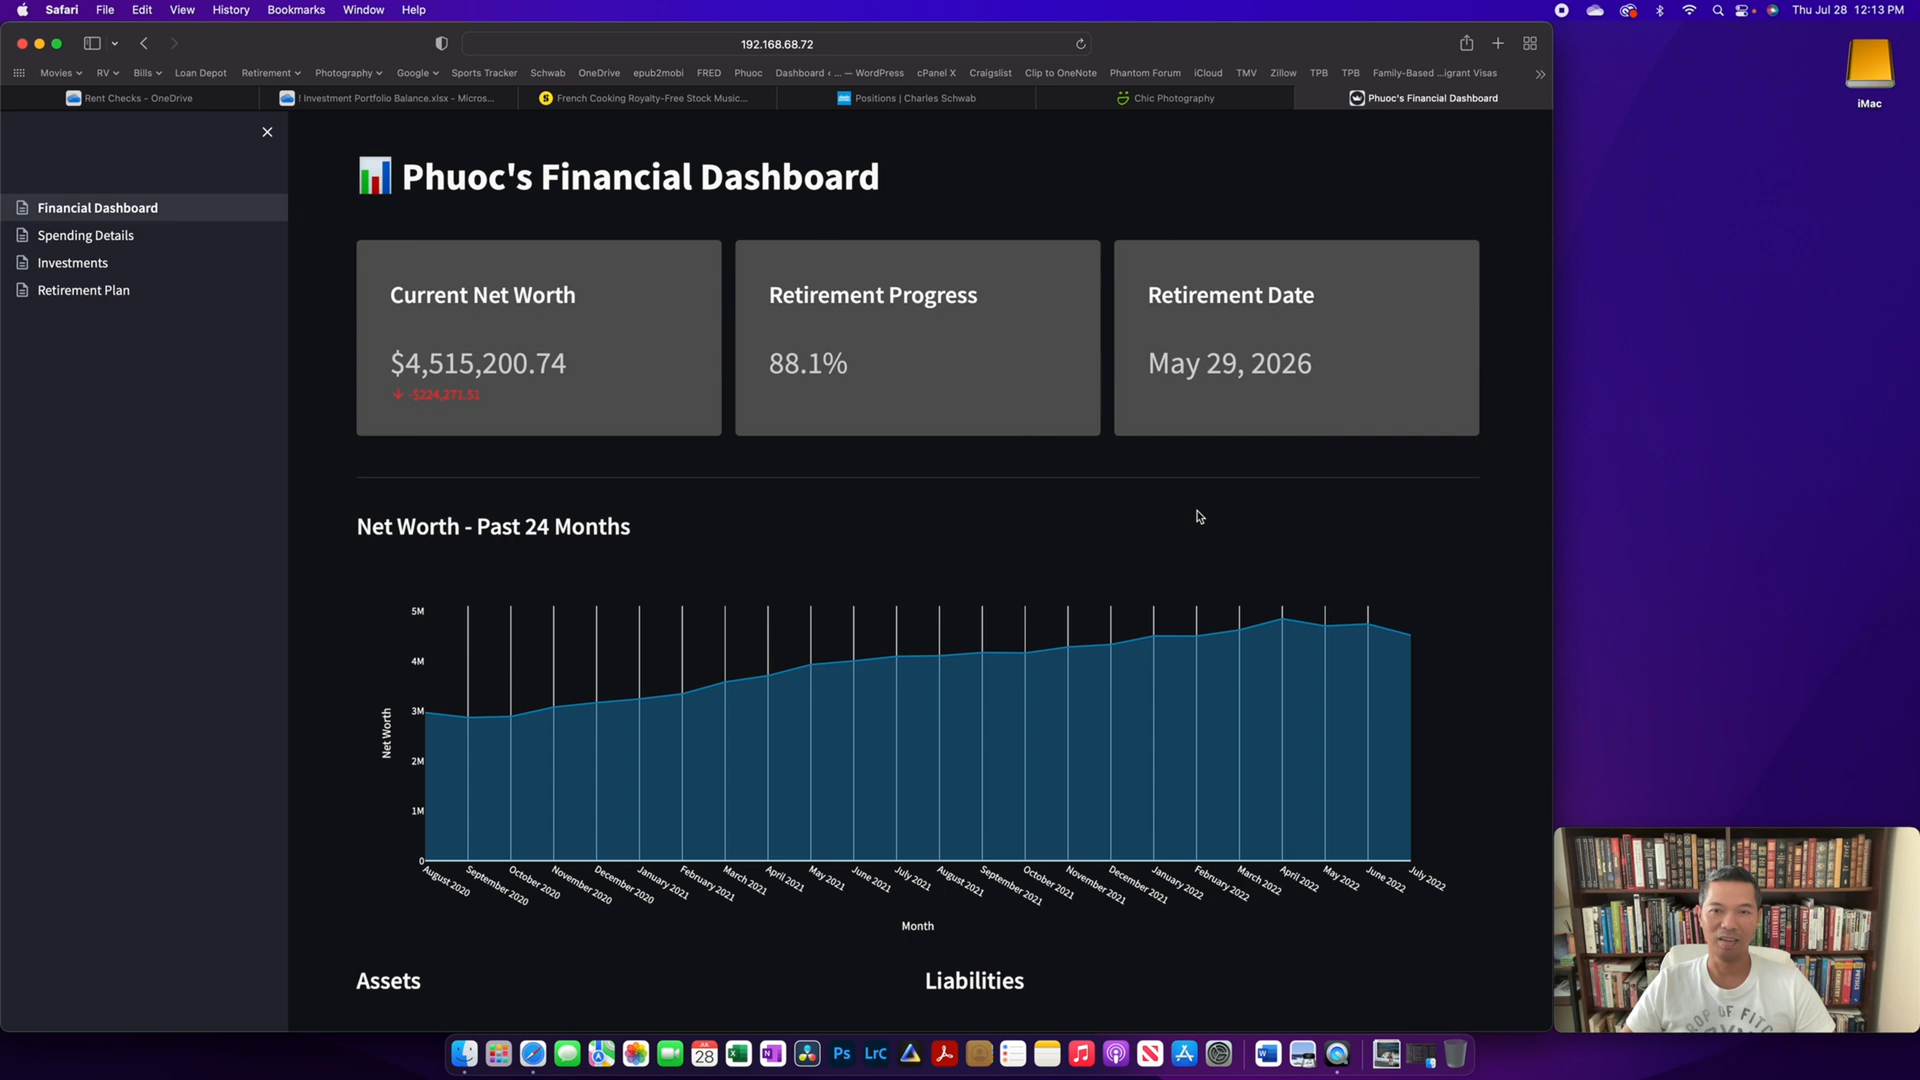 Safari File Edit View History Bookmarks Window Help Thu Jul 28 12:13 PM
192.168.68.72
Movies RV Bills Loan Depot Retirement Photography Google Sports Tracker Schwab OneDrive epub2mobi FRED Phuoc Dashboard ‹ ... — WordPress cPanel X Craigslist Clip to OneNote Phantom Forum iCloud TMV Zillow TPB TPB Family-Based ...igrant Visas
Rent Checks - OneDrive ! Investment Portfolio Balance.xlsx - Micros... French Cooking Royalty-Free Stock Music... Positions | Charles Schwab Chic Photography Phuoc's Financial Dashboard
iMac
Financial Dashboard
Spending Details
Investments
Retirement Plan
Phuoc's Financial Dashboard
Current Net Worth
$4,515,200.74
-$224,271.51
Retirement Progress
88.1%
Retirement Date
May 29, 2026
Net Worth - Past 24 Months
5M
4M
3M
2M
1M
0
Net Worth
August 2020 September 2020 October 2020 November 2020 December 2020 January 2021 February 2021 March 2021 April 2021 May 2021 June 2021 July 2021 August 2021 September 2021 October 2021 November 2021 December 2021 January 2022 February 2022 March 2022 April 2022 May 2022 June 2022 July 2022
Month
Assets
Liabilities
JUL
28
Ps
LrC